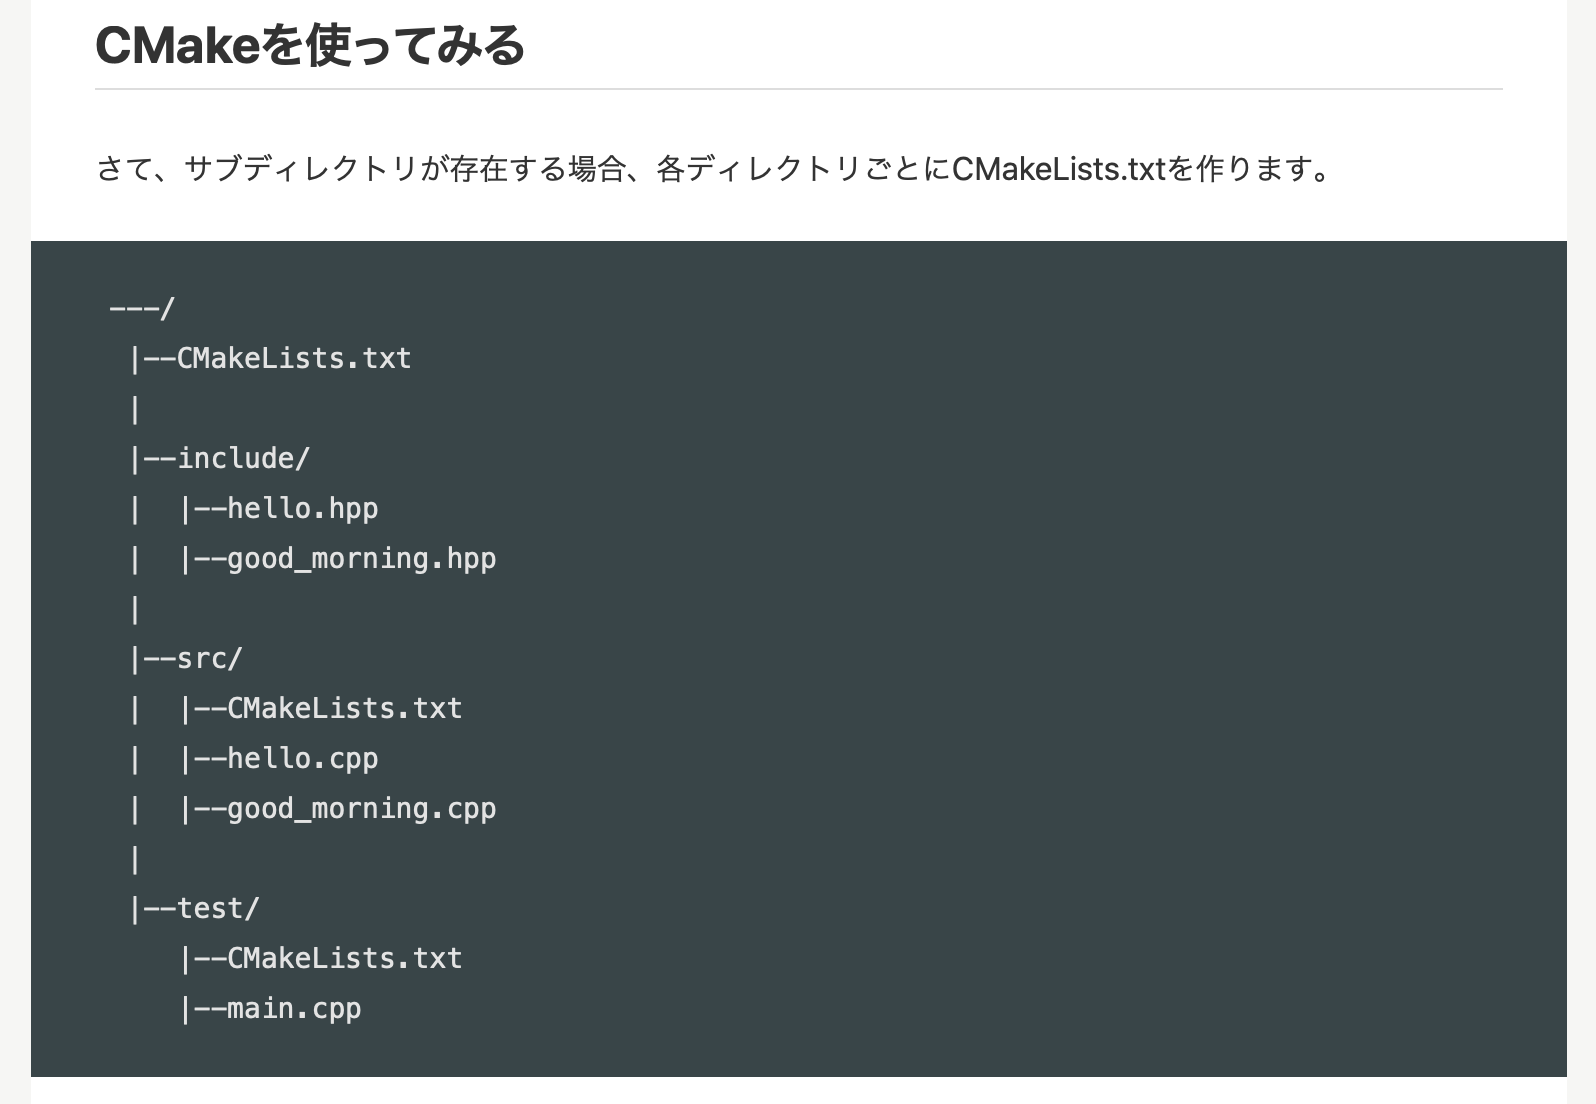 CMakeを使ってみる
さて、サブディレクトリが存在する場合、各ディレクトリごとにCMakeLists.txtを作ります。
---/
 |--CMakeLists.txt
 |
 |--include/
 |  |--hello.hpp
 |  |--good_morning.hpp
 |
 |--src/
 |  |--CMakeLists.txt
 |  |--hello.cpp
 |  |--good_morning.cpp
 |
 |--test/
    |--CMakeLists.txt
    |--main.cpp